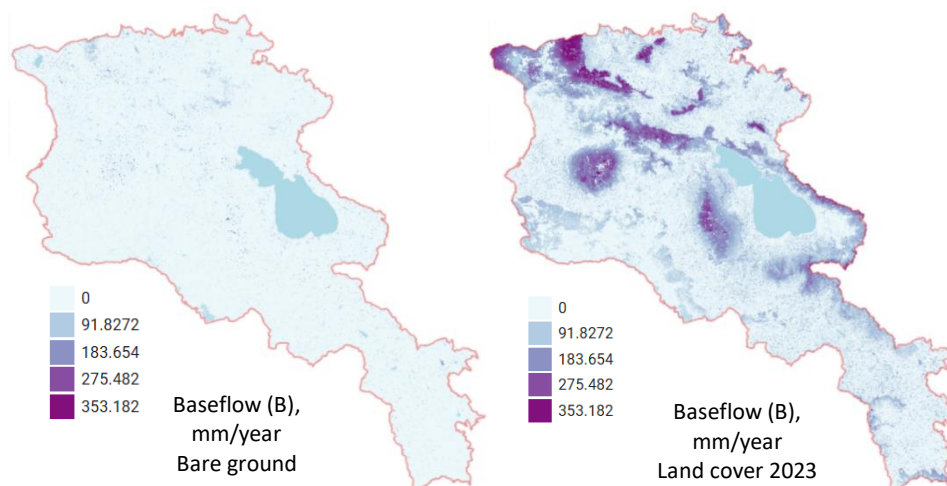 0
91.8272
183.654
275.482
353.182
Baseflow (B),
mm/year
Bare ground
0
91.8272
183.654
275.482
353.182
Baseflow (B),
mm/year
Land cover 2023